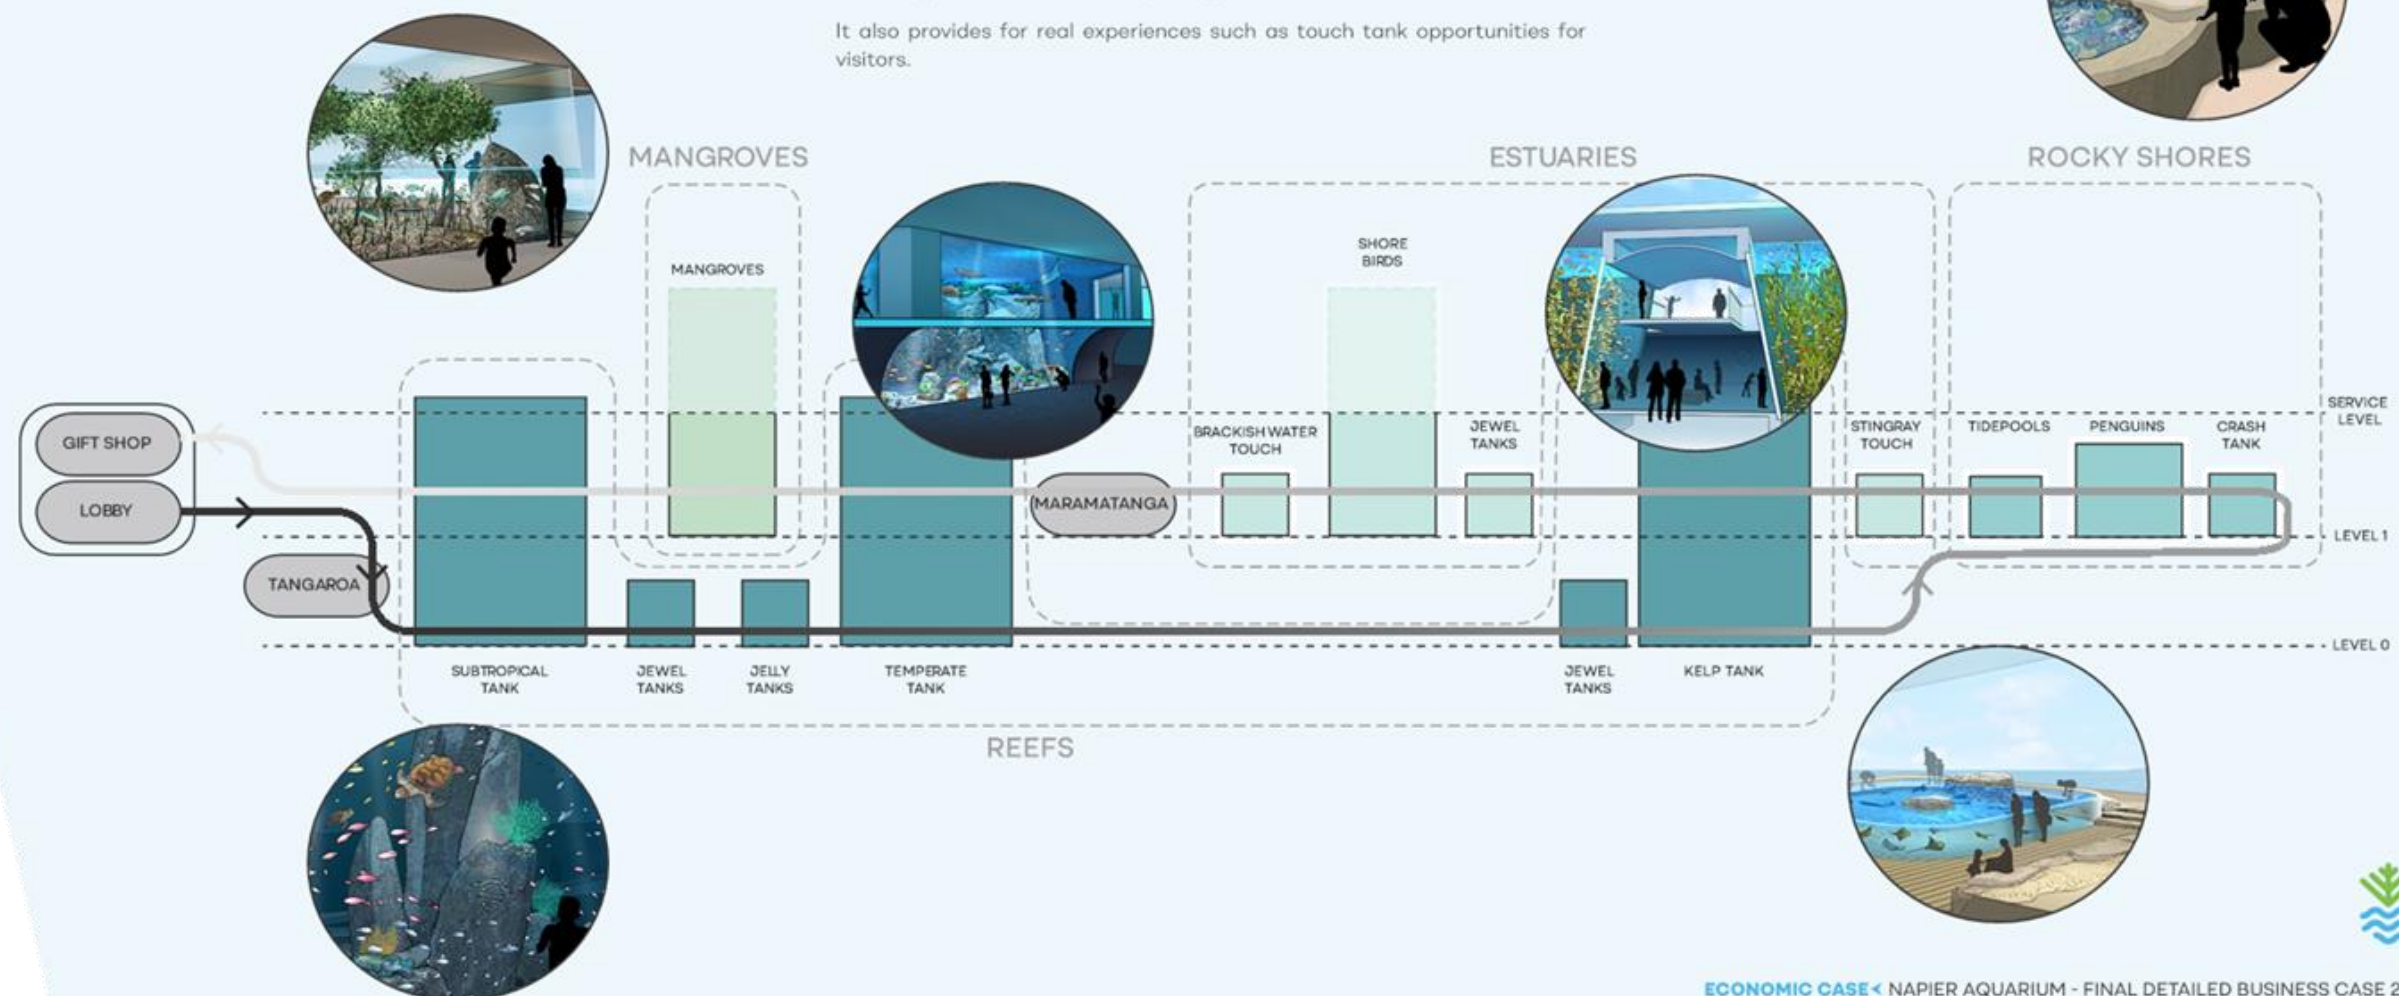 It also provides for real experiences such as touch tank opportunities for
visitors.
MANGROVES
ESTUARIES
ROCKY SHORES
MANGROVES
SHORE
BIRDS
SERVICE
LEVEL
GIFT SHOP
BRACKISH WATER
TOUCH
JEWEL
TANKS
STINGRAY
TOUCH
TIDEPOOLS
PENGUINS
CRASH
TANK
LOBBY
MARAMATANGA
LEVEL 1
TANGAROA
LEVEL 0
SUBTROPICAL
TANK
JEWEL
TANKS
JELLY
TANKS
TEMPERATE
TANK
JEWEL
TANKS
KELP TANK
REEFS
ECONOMIC CASE < NAPIER AQUARIUM - FINAL DETAILED BUSINESS CASE 2